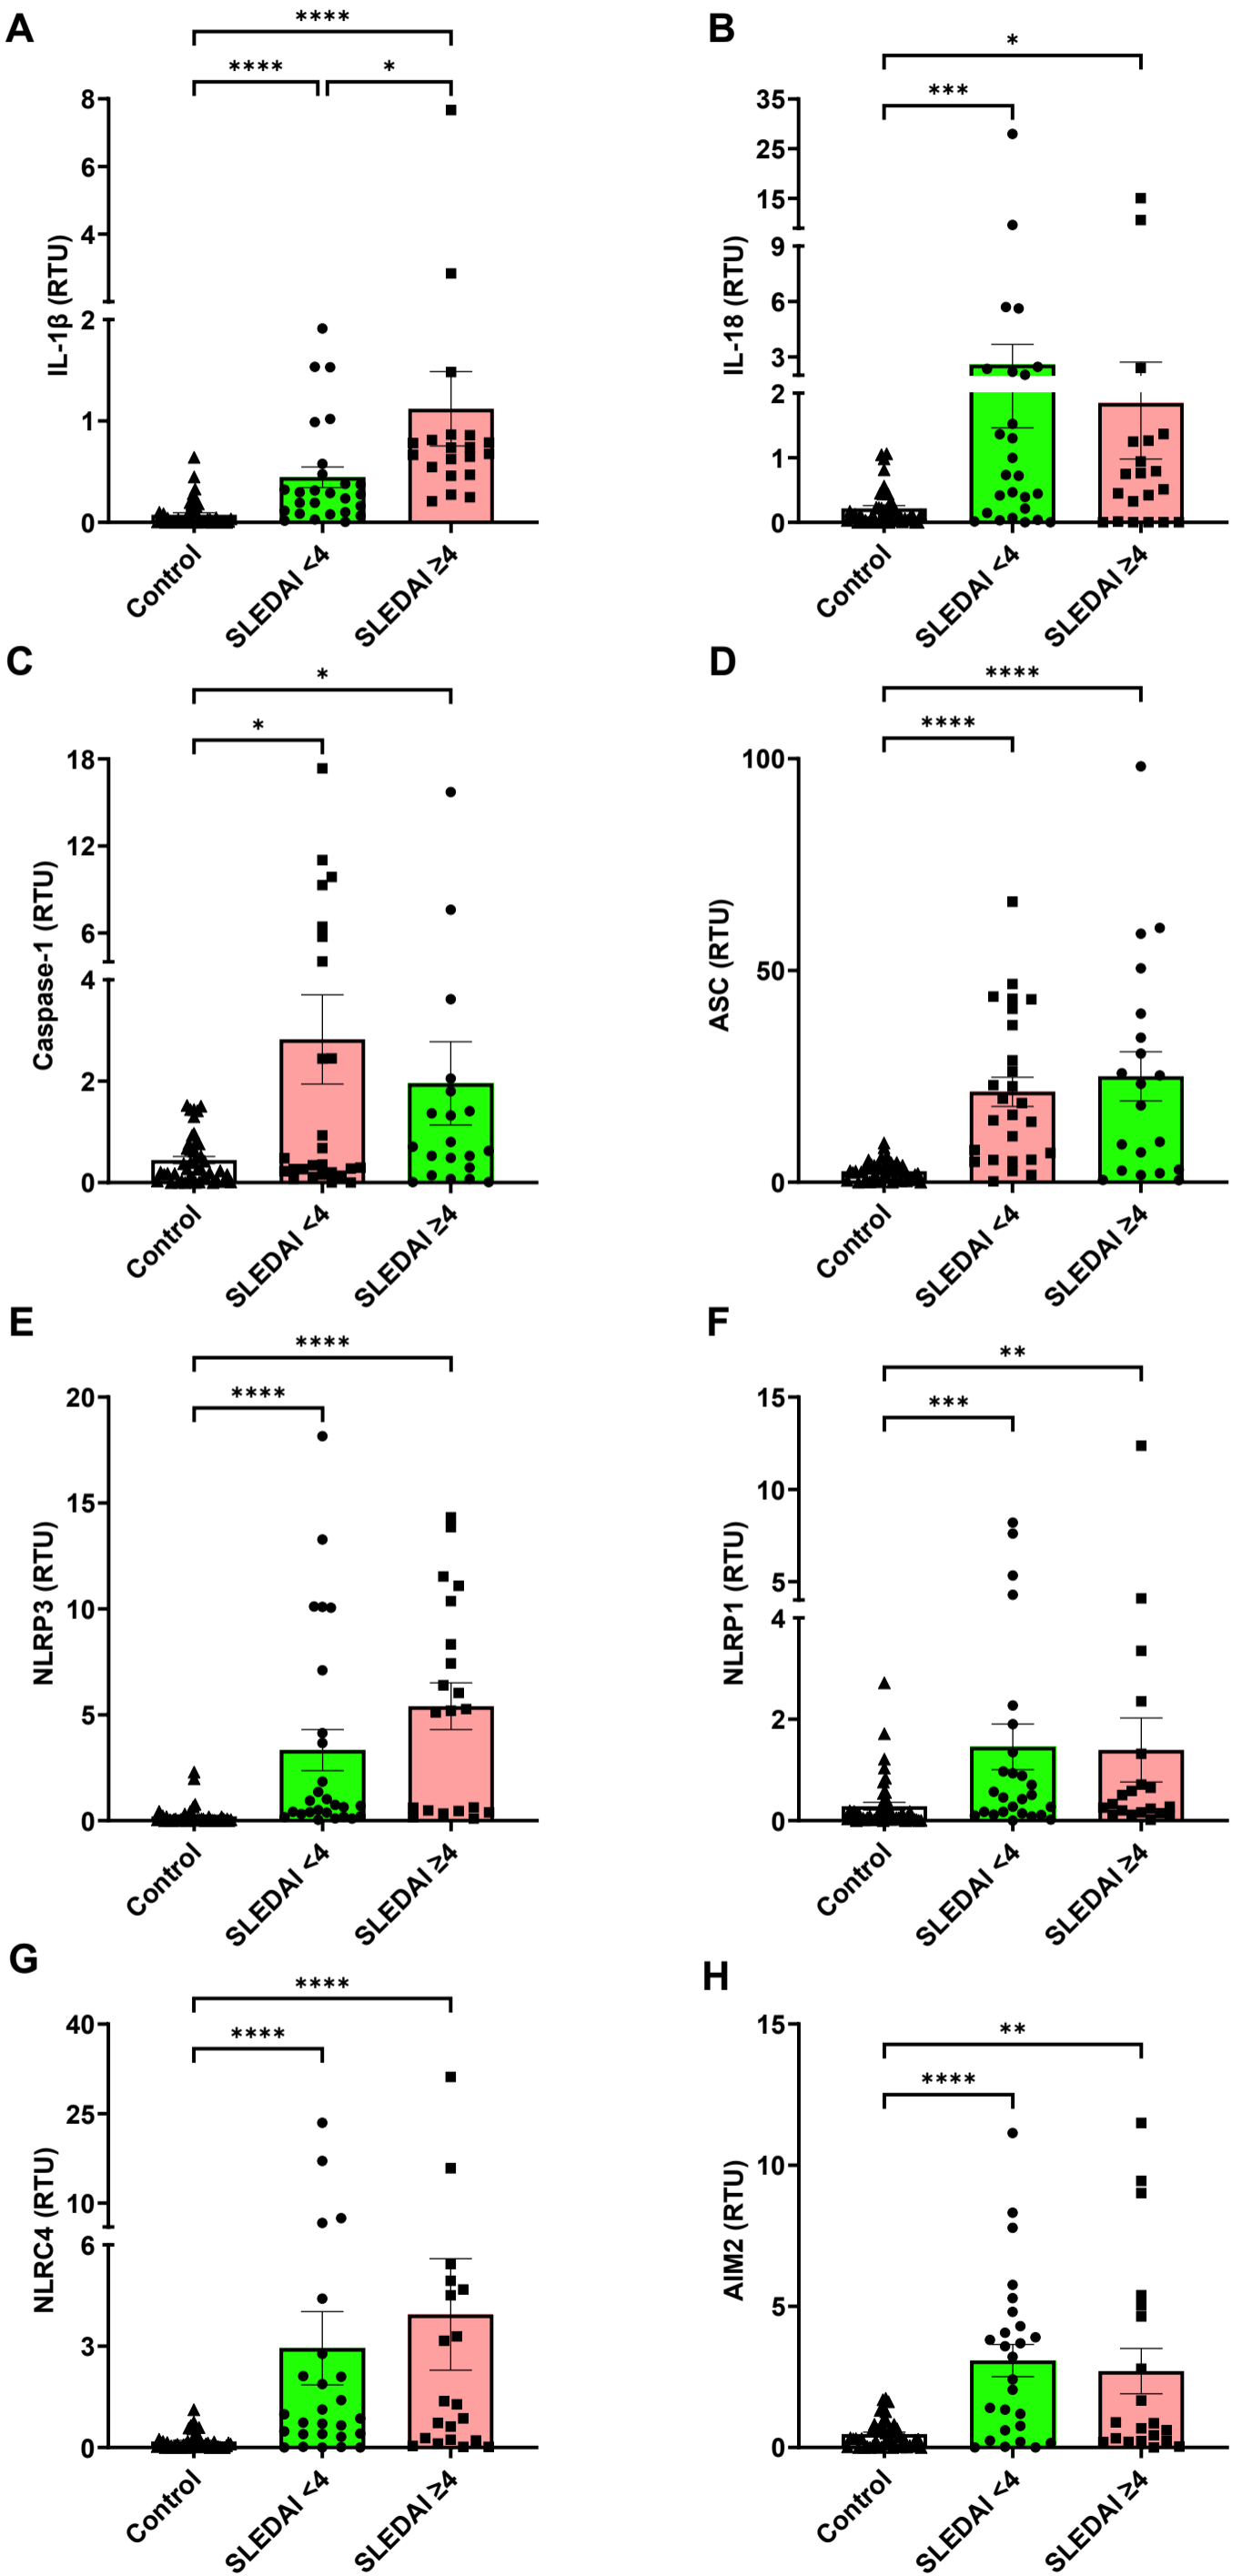 A
****
****
*
8
6
4
2
1
0
IL-1β (RTU)
Control
SLEDAI <4
SLEDAI ≥4
B
*
***
35
25
15
9
6
3
2
1
0
IL-18 (RTU)
Control
SLEDAI <4
SLEDAI ≥4
C
*
*
18
12
6
4
2
0
Caspase-1 (RTU)
Control
SLEDAI <4
SLEDAI ≥4
D
****
****
100
50
0
ASC (RTU)
Control
SLEDAI <4
SLEDAI ≥4
E
****
****
20
15
10
5
0
NLRP3 (RTU)
Control
SLEDAI <4
SLEDAI ≥4
F
**
***
15
10
5
4
2
0
NLRP1 (RTU)
Control
SLEDAI <4
SLEDAI ≥4
G
****
****
40
25
10
6
3
0
NLRC4 (RTU)
Control
SLEDAI <4
SLEDAI ≥4
H
**
****
15
10
5
0
AIM2 (RTU)
Control
SLEDAI <4
SLEDAI ≥4